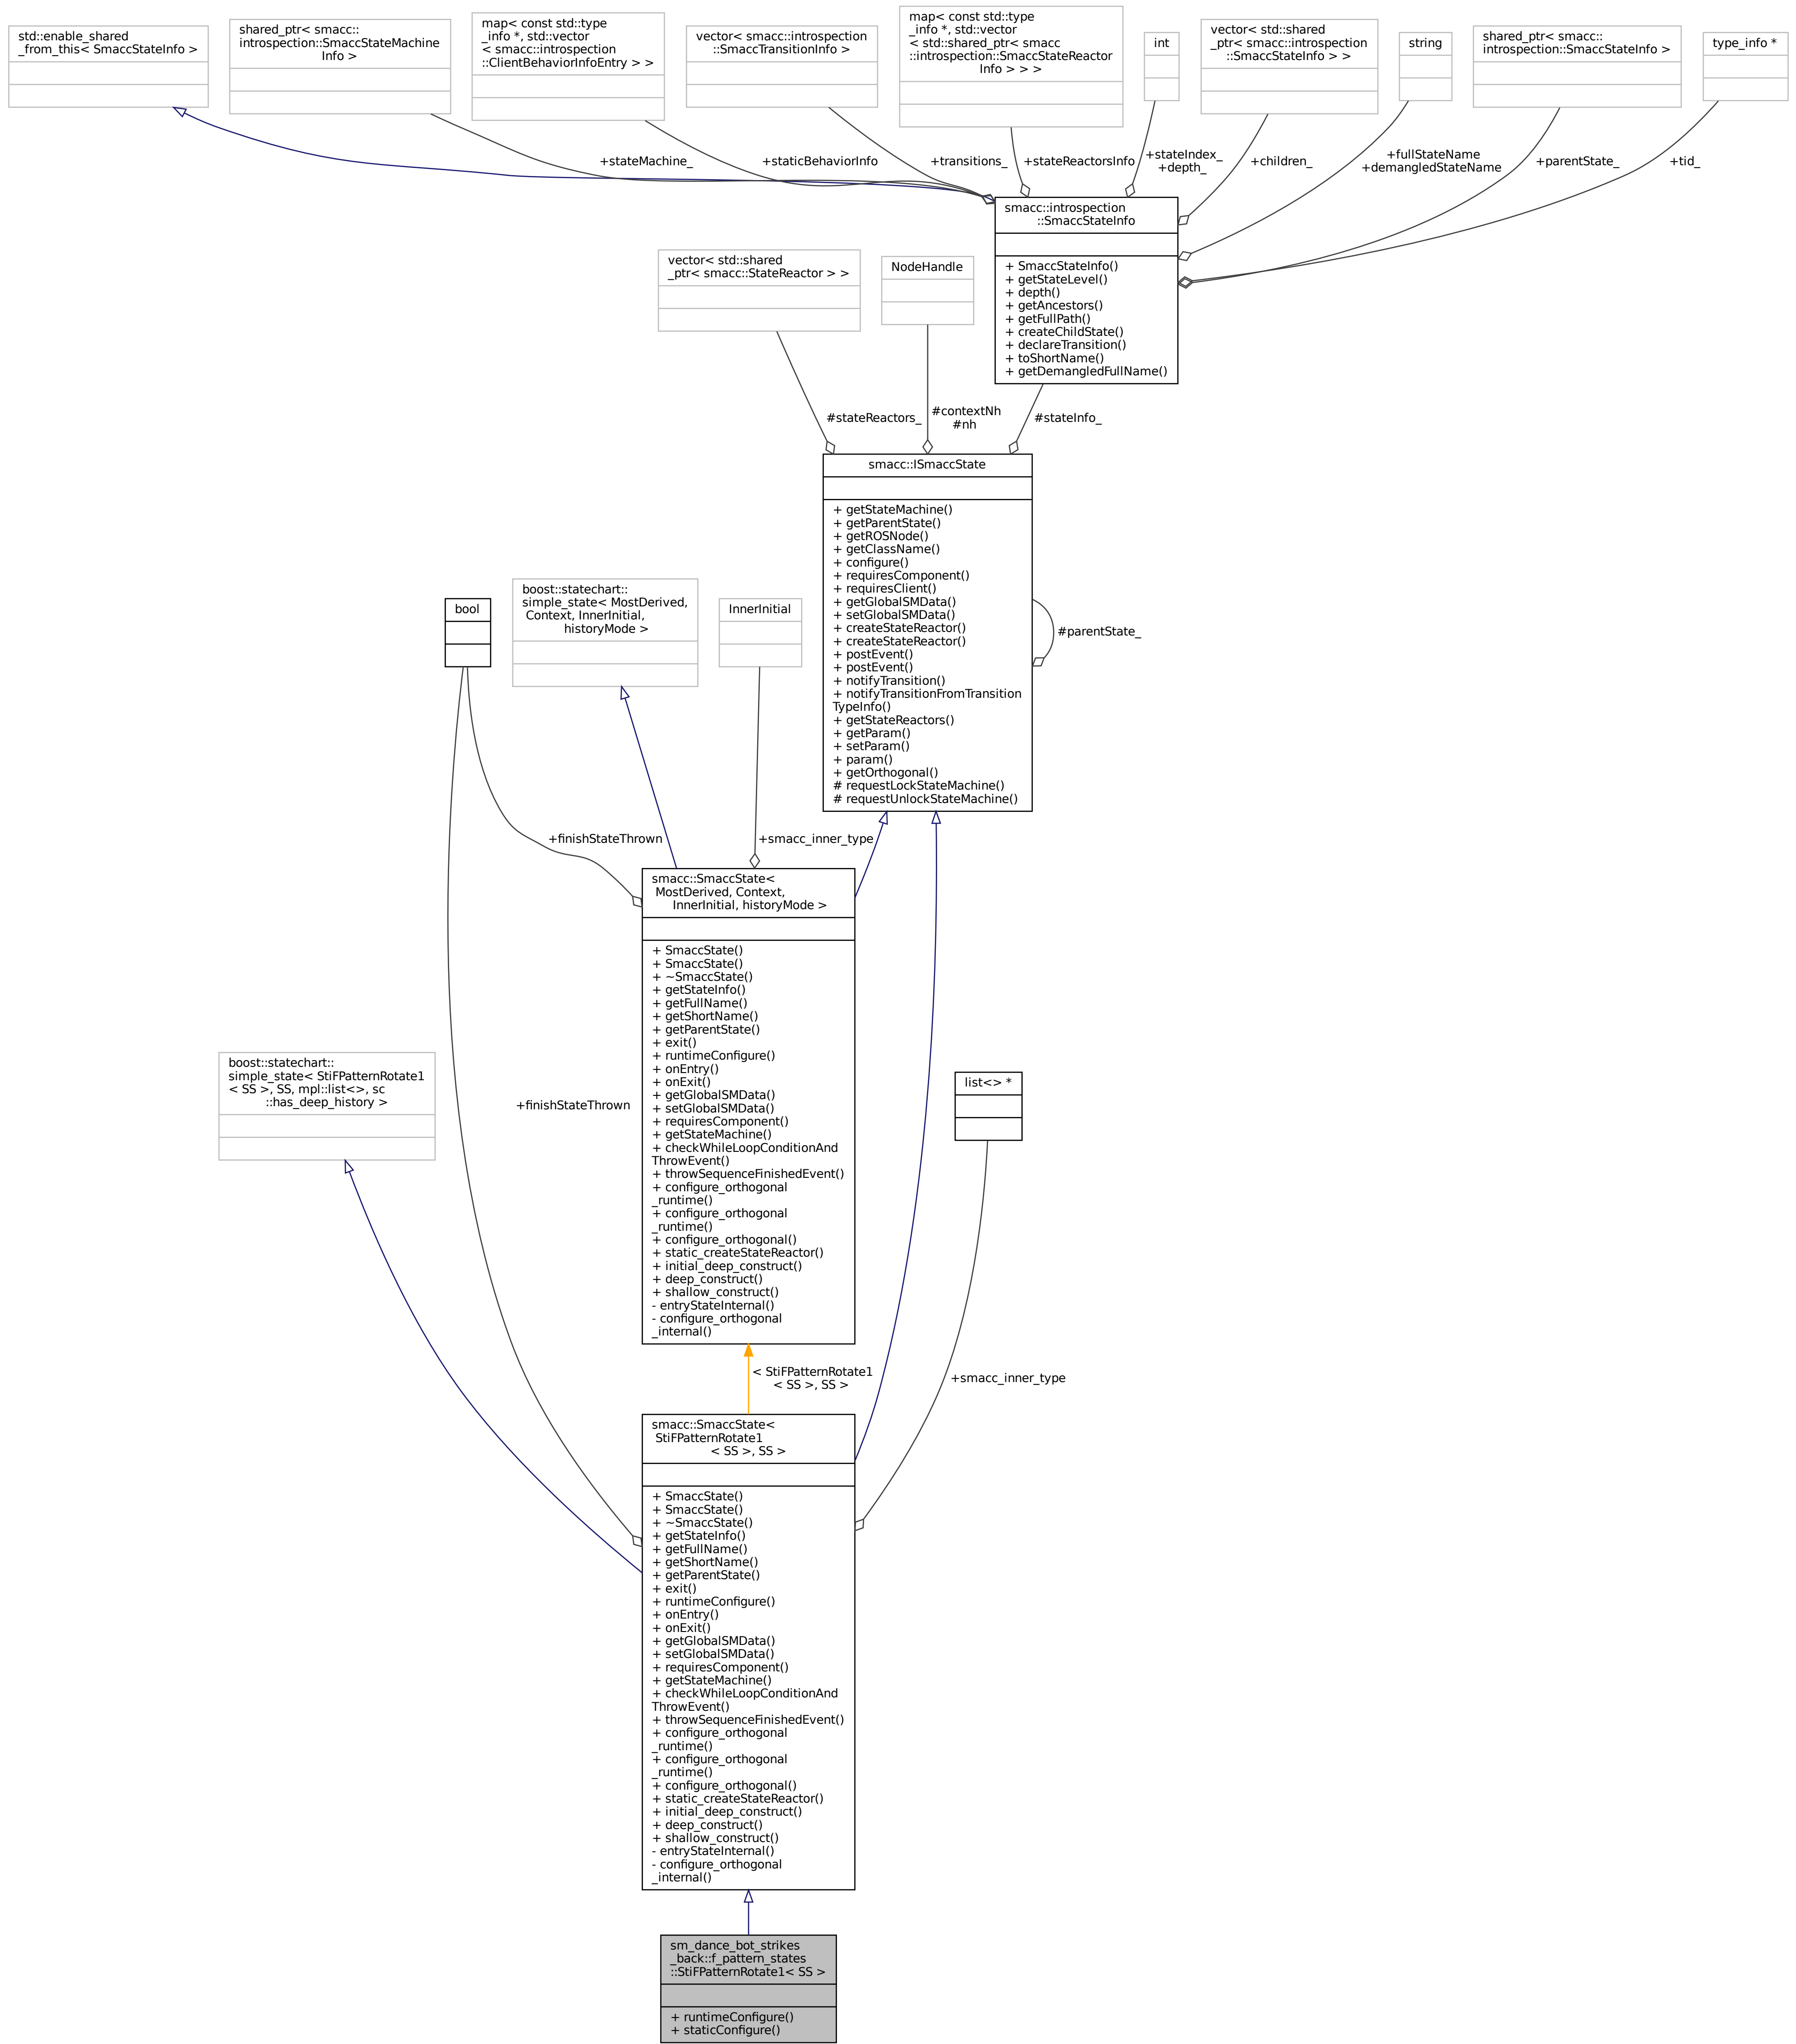 std::enable_shared
_from_this< SmaccStateInfo >
shared_ptr< smacc::
introspection::SmaccStateMachine
Info >
map< const std::type
_info *, std::vector
< smacc::introspection
::ClientBehaviorInfoEntry > >
vector< smacc::introspection
::SmaccTransitionInfo >
map< const std::type
_info *, std::vector
< std::shared_ptr< smacc
::introspection::SmaccStateReactor
Info > > >
int
vector< std::shared
_ptr< smacc::introspection
::SmaccStateInfo > >
string
shared_ptr< smacc::
introspection::SmaccStateInfo >
type_info *
+stateMachine_
+staticBehaviorInfo
+transitions_
+stateReactorsInfo
+stateIndex_
+depth_
+children_
+fullStateName
+demangledStateName
+parentState_
+tid_
smacc::introspection
::SmaccStateInfo
+ SmaccStateInfo()
+ getStateLevel()
+ depth()
+ getAncestors()
+ getFullPath()
+ createChildState()
+ declareTransition()
+ toShortName()
+ getDemangledFullName()
vector< std::shared
_ptr< smacc::StateReactor > >
NodeHandle
#stateReactors_
#contextNh
#nh
#stateInfo_
smacc::ISmaccState
+ getStateMachine()
+ getParentState()
+ getROSNode()
+ getClassName()
+ configure()
+ requiresComponent()
+ requiresClient()
+ getGlobalSMData()
+ setGlobalSMData()
+ createStateReactor()
+ createStateReactor()
+ postEvent()
+ postEvent()
+ notifyTransition()
+ notifyTransitionFromTransition
TypeInfo()
+ getStateReactors()
+ getParam()
+ setParam()
+ param()
+ getOrthogonal()
# requestLockStateMachine()
# requestUnlockStateMachine()
#parentState_
bool
boost::statechart::
simple_state< MostDerived,
Context, InnerInitial,
historyMode >
InnerInitial
+finishStateThrown
+smacc_inner_type
smacc::SmaccState<
MostDerived, Context,
InnerInitial, historyMode >
+ SmaccState()
+ SmaccState()
+ ~SmaccState()
+ getStateInfo()
+ getFullName()
+ getShortName()
+ getParentState()
+ exit()
+ runtimeConfigure()
+ onEntry()
+ onExit()
+ getGlobalSMData()
+ setGlobalSMData()
+ requiresComponent()
+ getStateMachine()
+ checkWhileLoopConditionAnd
ThrowEvent()
+ throwSequenceFinishedEvent()
+ configure_orthogonal
_runtime()
+ configure_orthogonal
_runtime()
+ configure_orthogonal()
+ static_createStateReactor()
+ initial_deep_construct()
+ deep_construct()
+ shallow_construct()
- entryStateInternal()
- configure_orthogonal
_internal()
boost::statechart::
simple_state< StiFPatternRotate1
< SS >, SS, mpl::list<>, sc
::has_deep_history >
+finishStateThrown
list<> *
< StiFPatternRotate1
< SS >, SS >
+smacc_inner_type
smacc::SmaccState<
StiFPatternRotate1
< SS >, SS >
+ SmaccState()
+ SmaccState()
+ ~SmaccState()
+ getStateInfo()
+ getFullName()
+ getShortName()
+ getParentState()
+ exit()
+ runtimeConfigure()
+ onEntry()
+ onExit()
+ getGlobalSMData()
+ setGlobalSMData()
+ requiresComponent()
+ getStateMachine()
+ checkWhileLoopConditionAnd
ThrowEvent()
+ throwSequenceFinishedEvent()
+ configure_orthogonal
_runtime()
+ configure_orthogonal
_runtime()
+ configure_orthogonal()
+ static_createStateReactor()
+ initial_deep_construct()
+ deep_construct()
+ shallow_construct()
- entryStateInternal()
- configure_orthogonal
_internal()
sm_dance_bot_strikes
_back::f_pattern_states
::StiFPatternRotate1< SS >
+ runtimeConfigure()
+ staticConfigure()